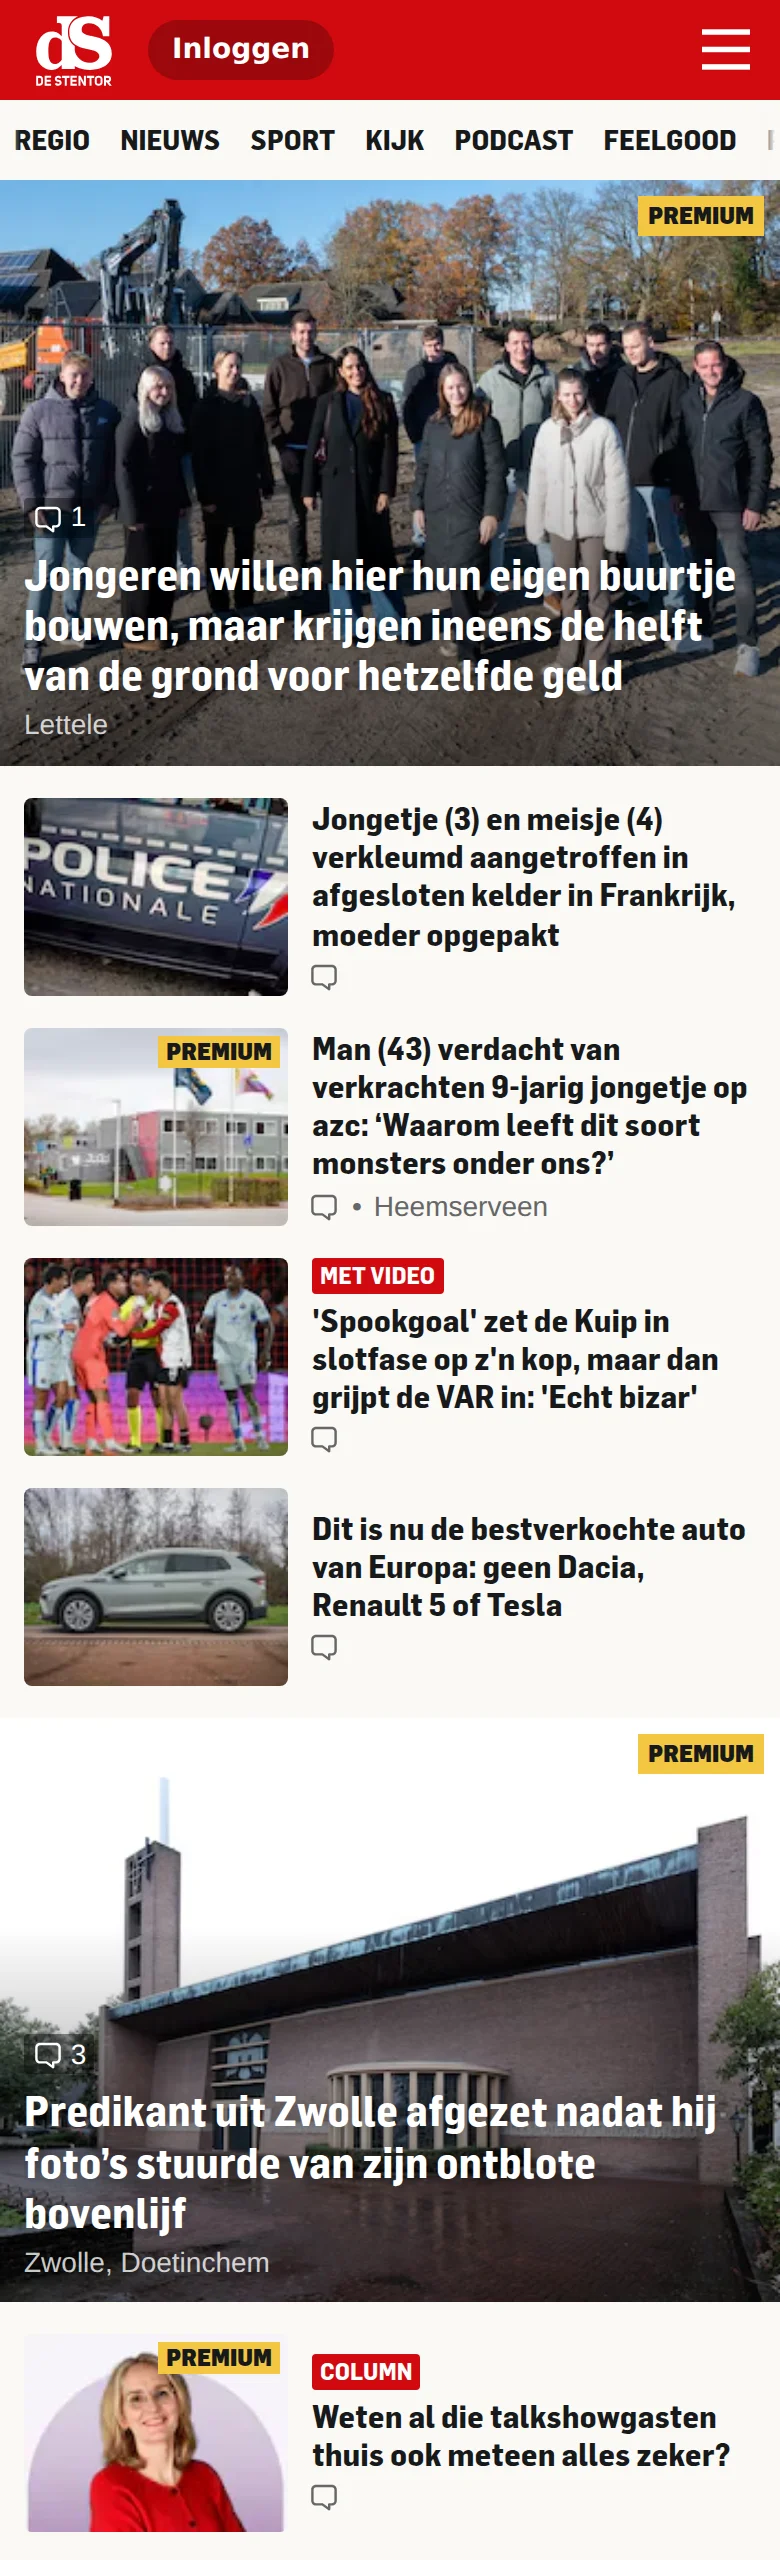 dS
DE STENTOR
Inloggen
REGIO NIEUWS SPORT KIJK PODCAST FEELGOOD
PREMIUM
1
Jongeren willen hier hun eigen buurtje
bouwen, maar krijgen ineens de helft
van de grond voor hetzelfde geld
Lettele
POLICE
NATIONALE
Jongetje (3) en meisje (4)
verkleumd aangetroffen in
afgesloten kelder in Frankrijk,
moeder opgepakt
PREMIUM
Man (43) verdacht van
verkrachten 9-jarig jongetje op
azc: ‘Waarom leeft dit soort
monsters onder ons?’
• Heemserveen
MET VIDEO
'Spookgoal' zet de Kuip in
slotfase op z'n kop, maar dan
grijpt de VAR in: 'Echt bizar'
Dit is nu de bestverkochte auto
van Europa: geen Dacia,
Renault 5 of Tesla
PREMIUM
3
Predikant uit Zwolle afgezet nadat hij
foto’s stuurde van zijn ontblote
bovenlijf
Zwolle, Doetinchem
PREMIUM
COLUMN
Weten al die talkshowgasten
thuis ook meteen alles zeker?